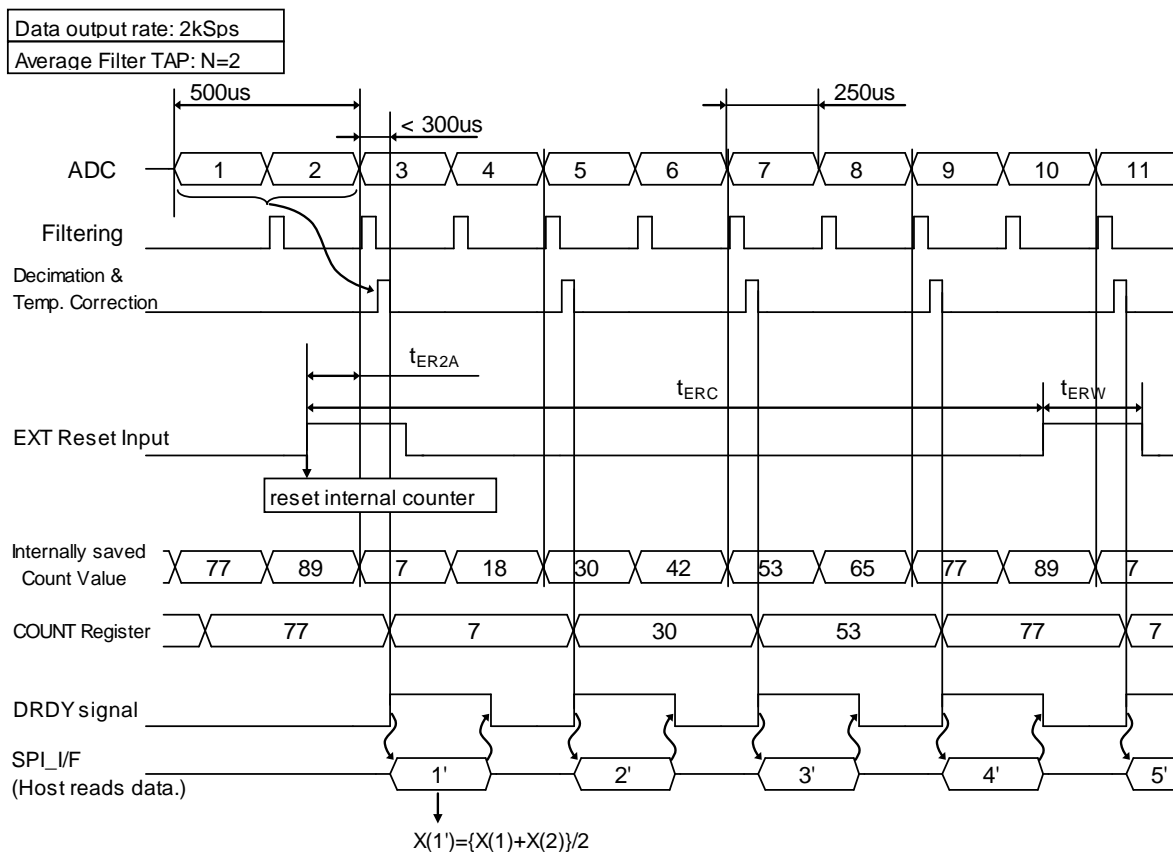 Data output rate: 2kSps
Average Filter TAP: N=2
500us
250us
< 300us
ADC 1 2 3 4 5 6 7 8 9 10 11
Filtering
Decimation &
Temp. Correction
tER2A
tERC
tERW
EXT Reset Input
reset internal counter
Internally saved
Count Value
77 89 7 18 30 42 53 65 77 89 7
COUNT Register 77 7 30 53 77 7
DRDY signal
SPI_I/F
(Host reads data.)
1' 2' 3' 4' 5'
X(1')={X(1)+X(2)}/2